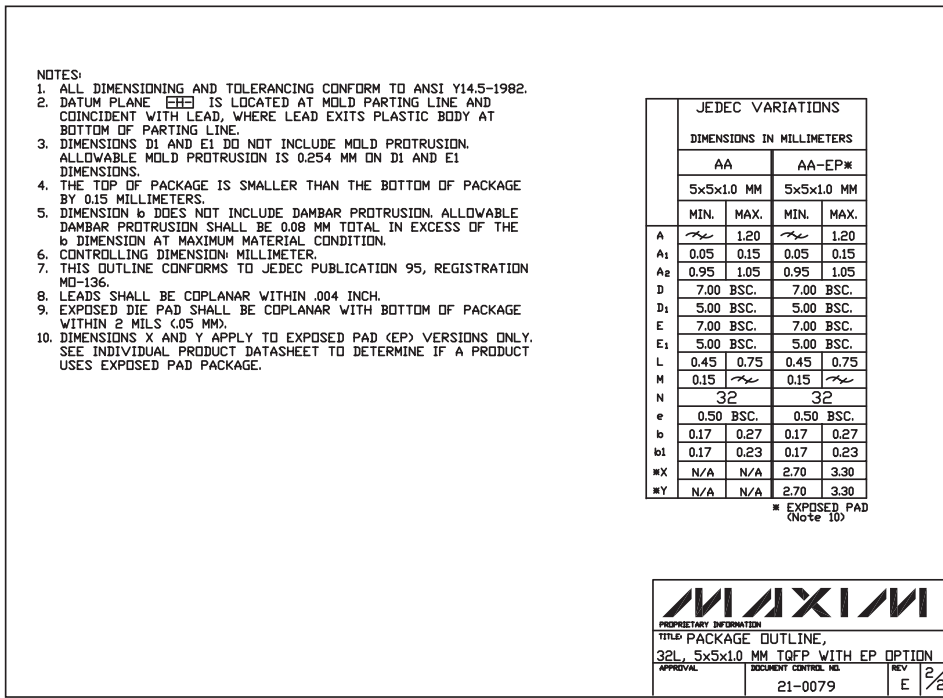 NOTES:
1. ALL DIMENSIONING AND TOLERANCING CONFORM TO ANSI Y14.5-1982.
2. DATUM PLANE -H- IS LOCATED AT MOLD PARTING LINE AND
COINCIDENT WITH LEAD, WHERE LEAD EXITS PLASTIC BODY AT
BOTTOM OF PARTING LINE.
3. DIMENSIONS D1 AND E1 DO NOT INCLUDE MOLD PROTRUSION.
ALLOWABLE MOLD PROTRUSION IS 0.254 MM ON D1 AND E1
DIMENSIONS.
4. THE TOP OF PACKAGE IS SMALLER THAN THE BOTTOM OF PACKAGE
BY 0.15 MILLIMETERS.
5. DIMENSION b DOES NOT INCLUDE DAMBAR PROTRUSION. ALLOWABLE
DAMBAR PROTRUSION SHALL BE 0.08 MM TOTAL IN EXCESS OF THE
b DIMENSION AT MAXIMUM MATERIAL CONDITION.
6. CONTROLLING DIMENSION: MILLIMETER.
7. THIS OUTLINE CONFORMS TO JEDEC PUBLICATION 95, REGISTRATION
MO-136.
8. LEADS SHALL BE COPLANAR WITHIN .004 INCH.
9. EXPOSED DIE PAD SHALL BE COPLANAR WITH BOTTOM OF PACKAGE
WITHIN 2 MILS (.05 MM).
10. DIMENSIONS X AND Y APPLY TO EXPOSED PAD (EP) VERSIONS ONLY.
SEE INDIVIDUAL PRODUCT DATASHEET TO DETERMINE IF A PRODUCT
USES EXPOSED PAD PACKAGE.
JEDEC VARIATIONS
DIMENSIONS IN MILLIMETERS
AA AA-EP*
5x5x1.0 MM 5x5x1.0 MM
MIN. MAX. MIN. MAX.
A 1.20 1.20
A1 0.05 0.15 0.05 0.15
A2 0.95 1.05 0.95 1.05
D 7.00 BSC. 7.00 BSC.
D1 5.00 BSC. 5.00 BSC.
E 7.00 BSC. 7.00 BSC.
E1 5.00 BSC. 5.00 BSC.
L 0.45 0.75 0.45 0.75
M 0.15 0.15
N 32 32
e 0.50 BSC. 0.50 BSC.
b 0.17 0.27 0.17 0.27
b1 0.17 0.23 0.17 0.23
*X N/A N/A 2.70 3.30
*Y N/A N/A 2.70 3.30
* EXPOSED PAD
(Note 10)
MAXIM
PROPRIETARY INFORMATION
TITLE: PACKAGE OUTLINE,
32L, 5x5x1.0 MM TQFP WITH EP OPTION
APPROVAL DOCUMENT CONTROL NO. REV
21-0079 E 2/2